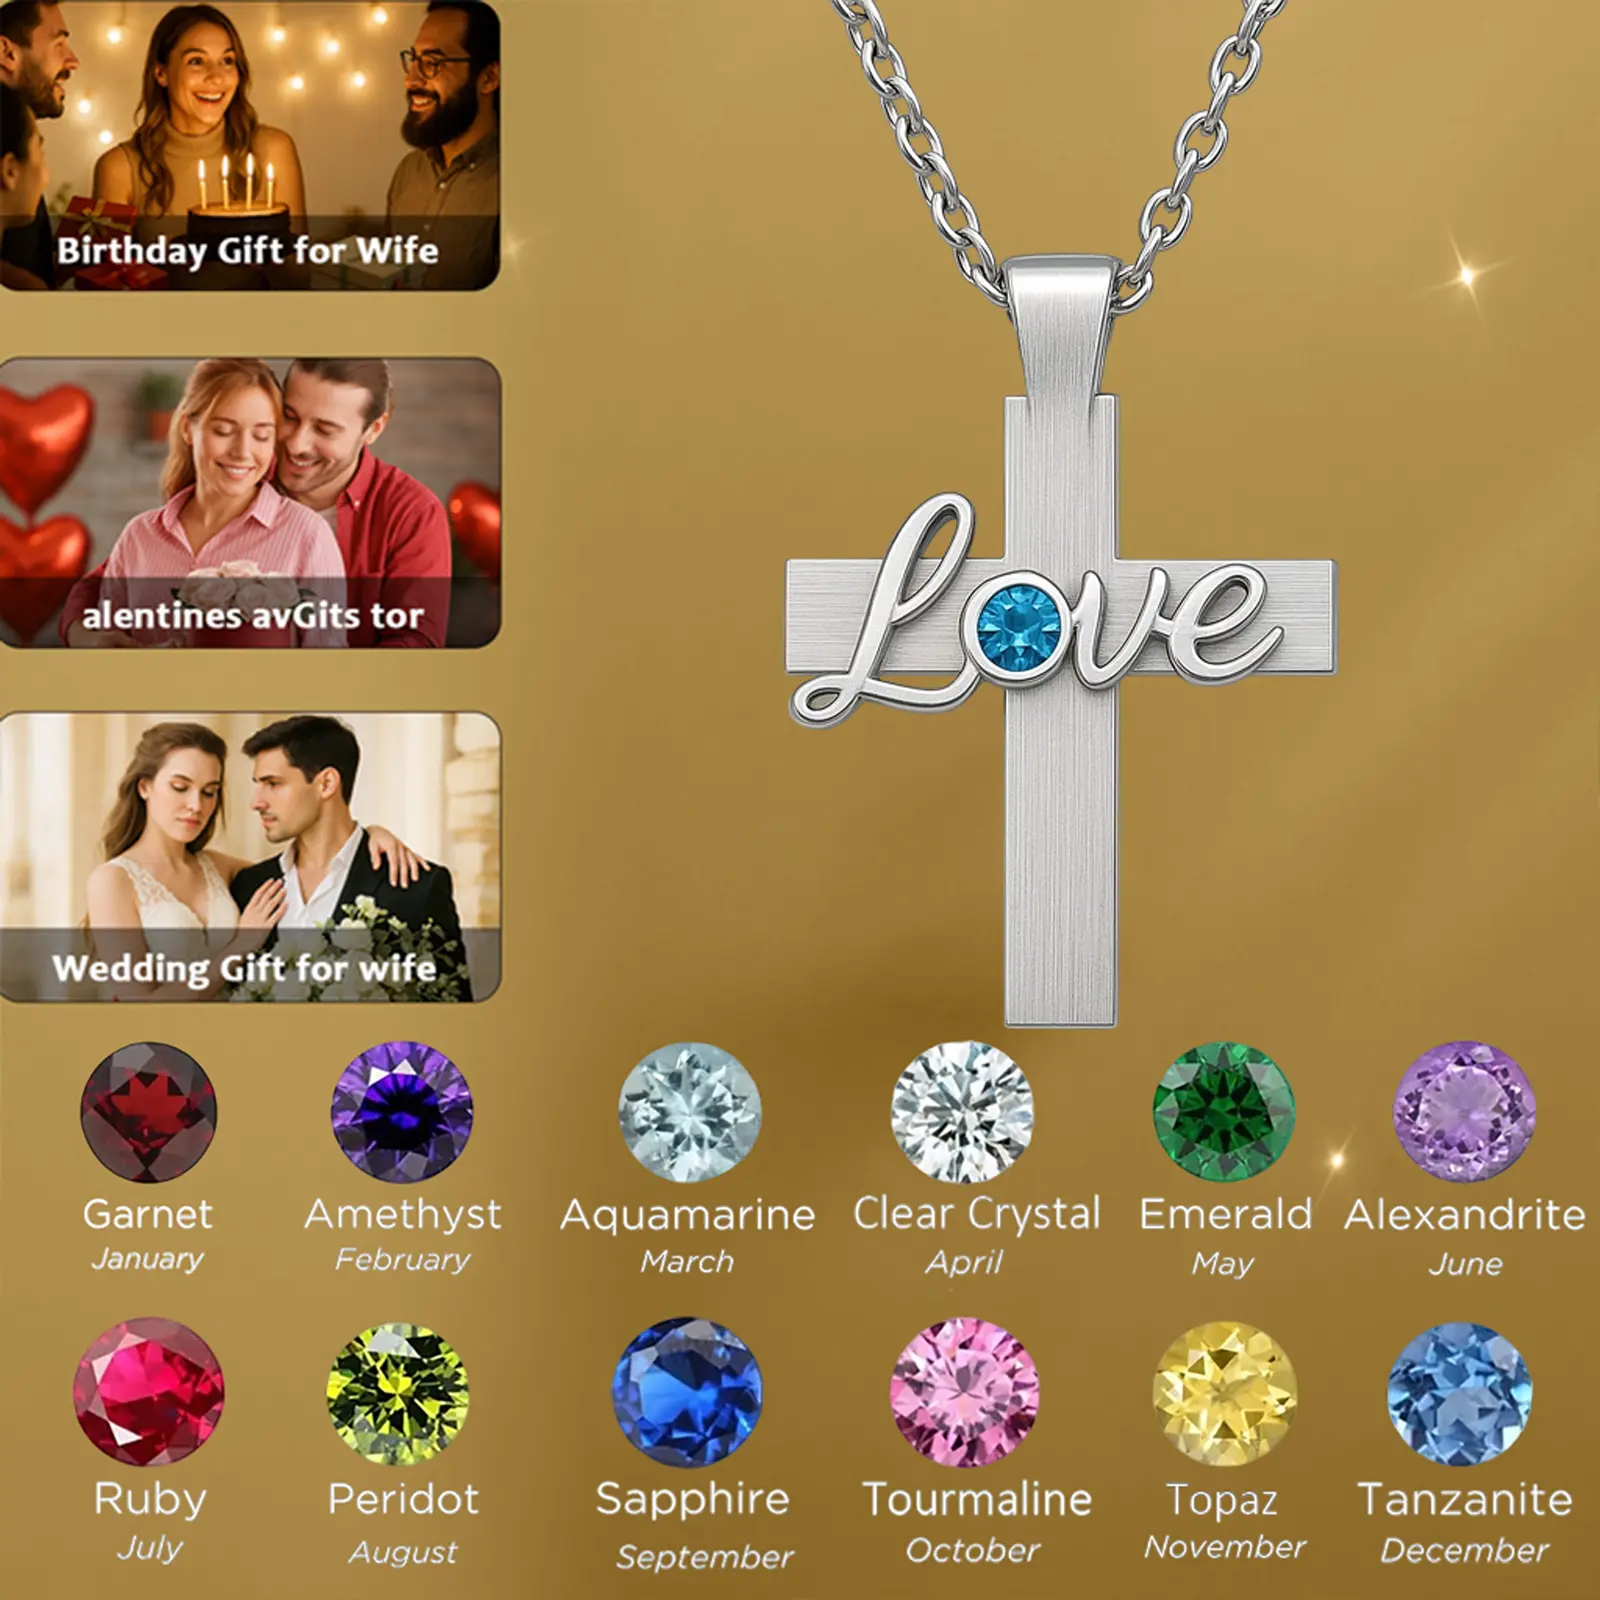 Birthday Gift for Wife
Love
alentines avGits tor
Wedding Gift for wife
Garnet
January
Amethyst
February
Aquamarine
March
Clear Crystal
April
Emerald
May
Alexandrite
June
Ruby
July
Peridot
August
Sapphire
September
Tourmaline
October
Topaz
November
Tanzanite
December